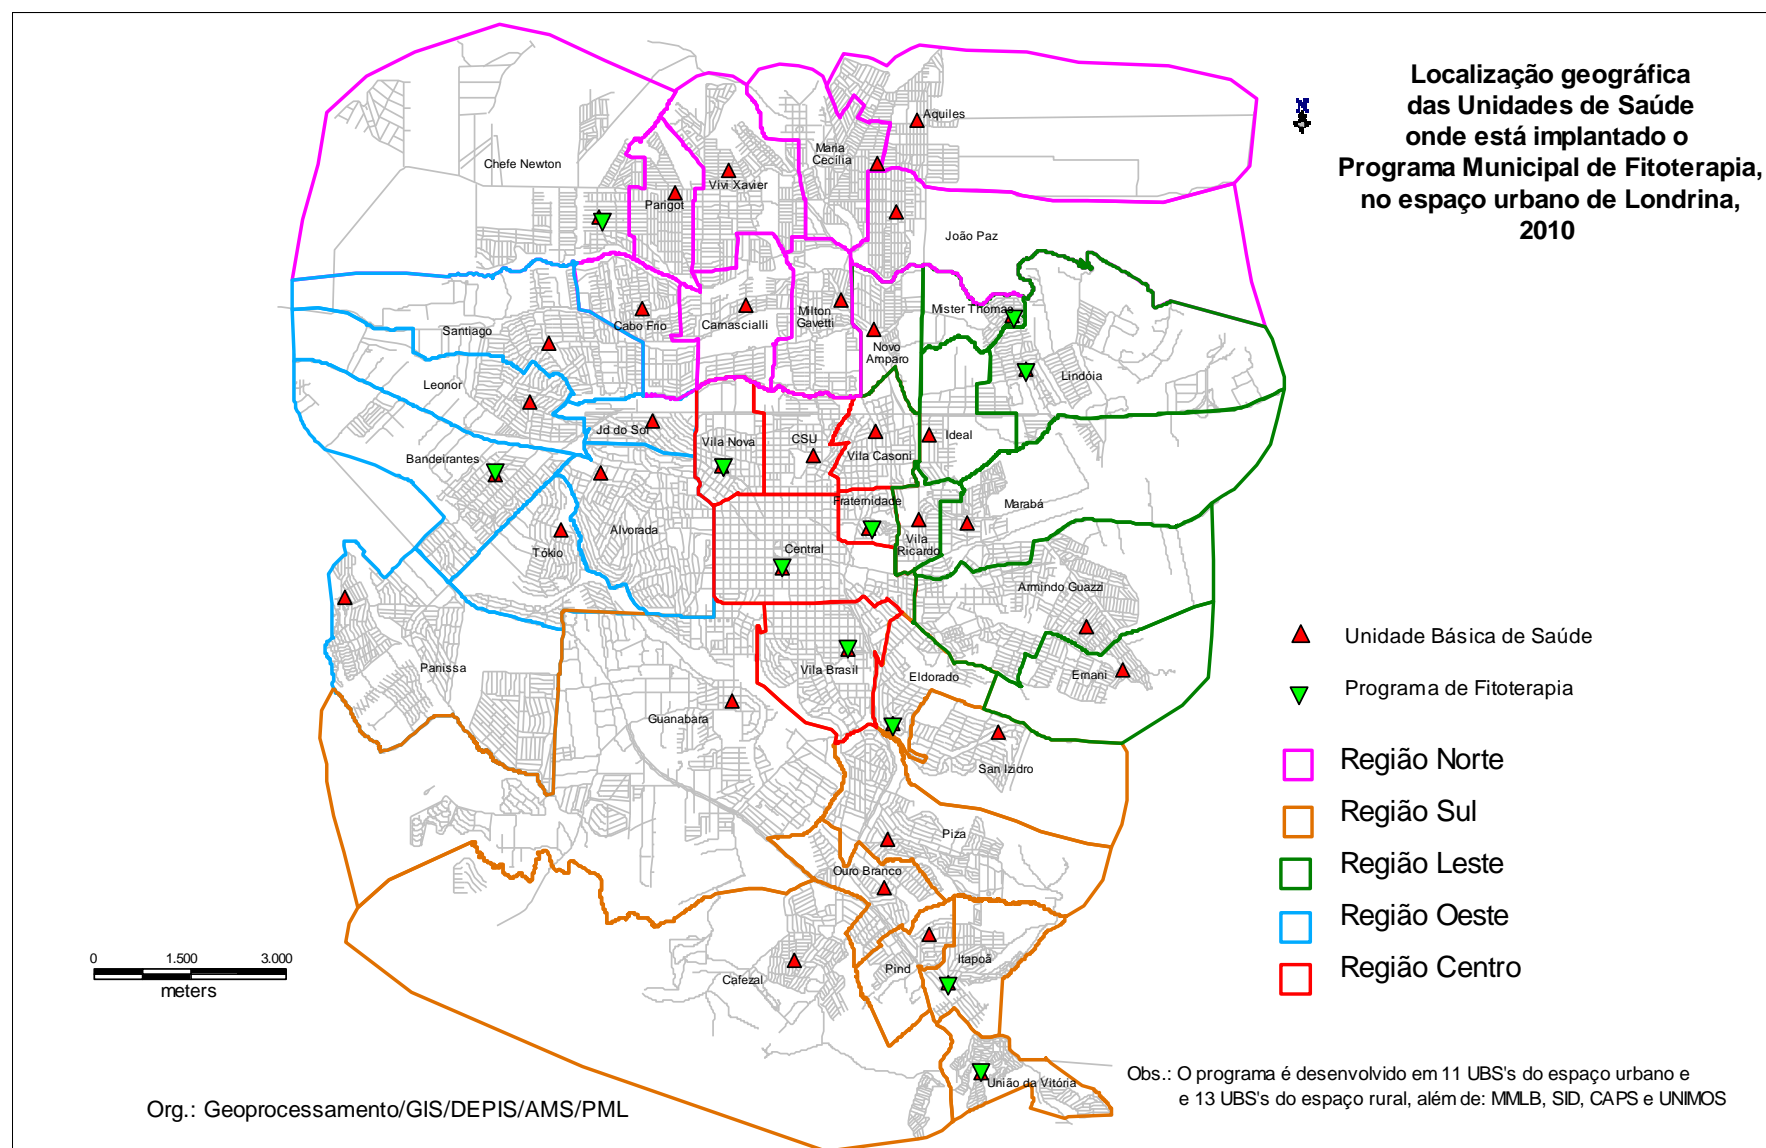 Localização geográfica
das Unidades de Saúde
onde está implantado o
Programa Municipal de Fitoterapia,
no espaço urbano de Londrina,
2010
N
Aquiles
Maria
Cecília
Chefe Newton
Vivi Xavier
Parigot
João Paz
Mister Thomas
Milton
Gavetti
Carnascialli
Cabo Frio
Santiago
Novo
Amparo
Lindóia
Leonor
Jd do Sol
Vila Nova
CSU
Ideal
Vila Casoni
Bandeirantes
Fraternidade
Marabá
Alvorada
Vila
Ricardo
Tókio
Central
Armindo Guazzi
Panissa
Vila Brasil
Eldorado
Ernani
Guanabara
San Izidro
Piza
Ouro Branco
Itapoã
Pind
Cafezal
União da Vitória
Unidade Básica de Saúde
Programa de Fitoterapia
Região Norte
Região Sul
Região Leste
Região Oeste
Região Centro
0 1.500 3.000
meters
Org.: Geoprocessamento/GIS/DEPIS/AMS/PML
Obs.: O programa é desenvolvido em 11 UBS's do espaço urbano e
e 13 UBS's do espaço rural, além de: MMLB, SID, CAPS e UNIMOS